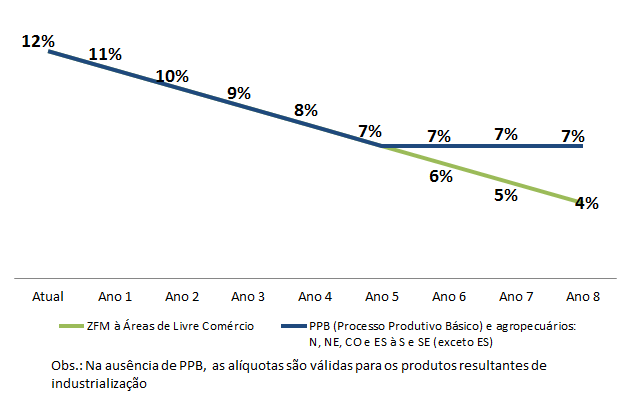 12%
11%
10%
9%
8%
7%
7%
7%
7%
6%
5%
4%
Atual Ano 1 Ano 2 Ano 3 Ano 4 Ano 5 Ano 6 Ano 7 Ano 8
ZFM à Áreas de Livre Comércio
PPB (Processo Produtivo Básico) e agropecuários:
N, NE, CO e ES à S e SE (exceto ES)
Obs.: Na ausência de PPB, as alíquotas são válidas para os produtos resultantes de
industrialização